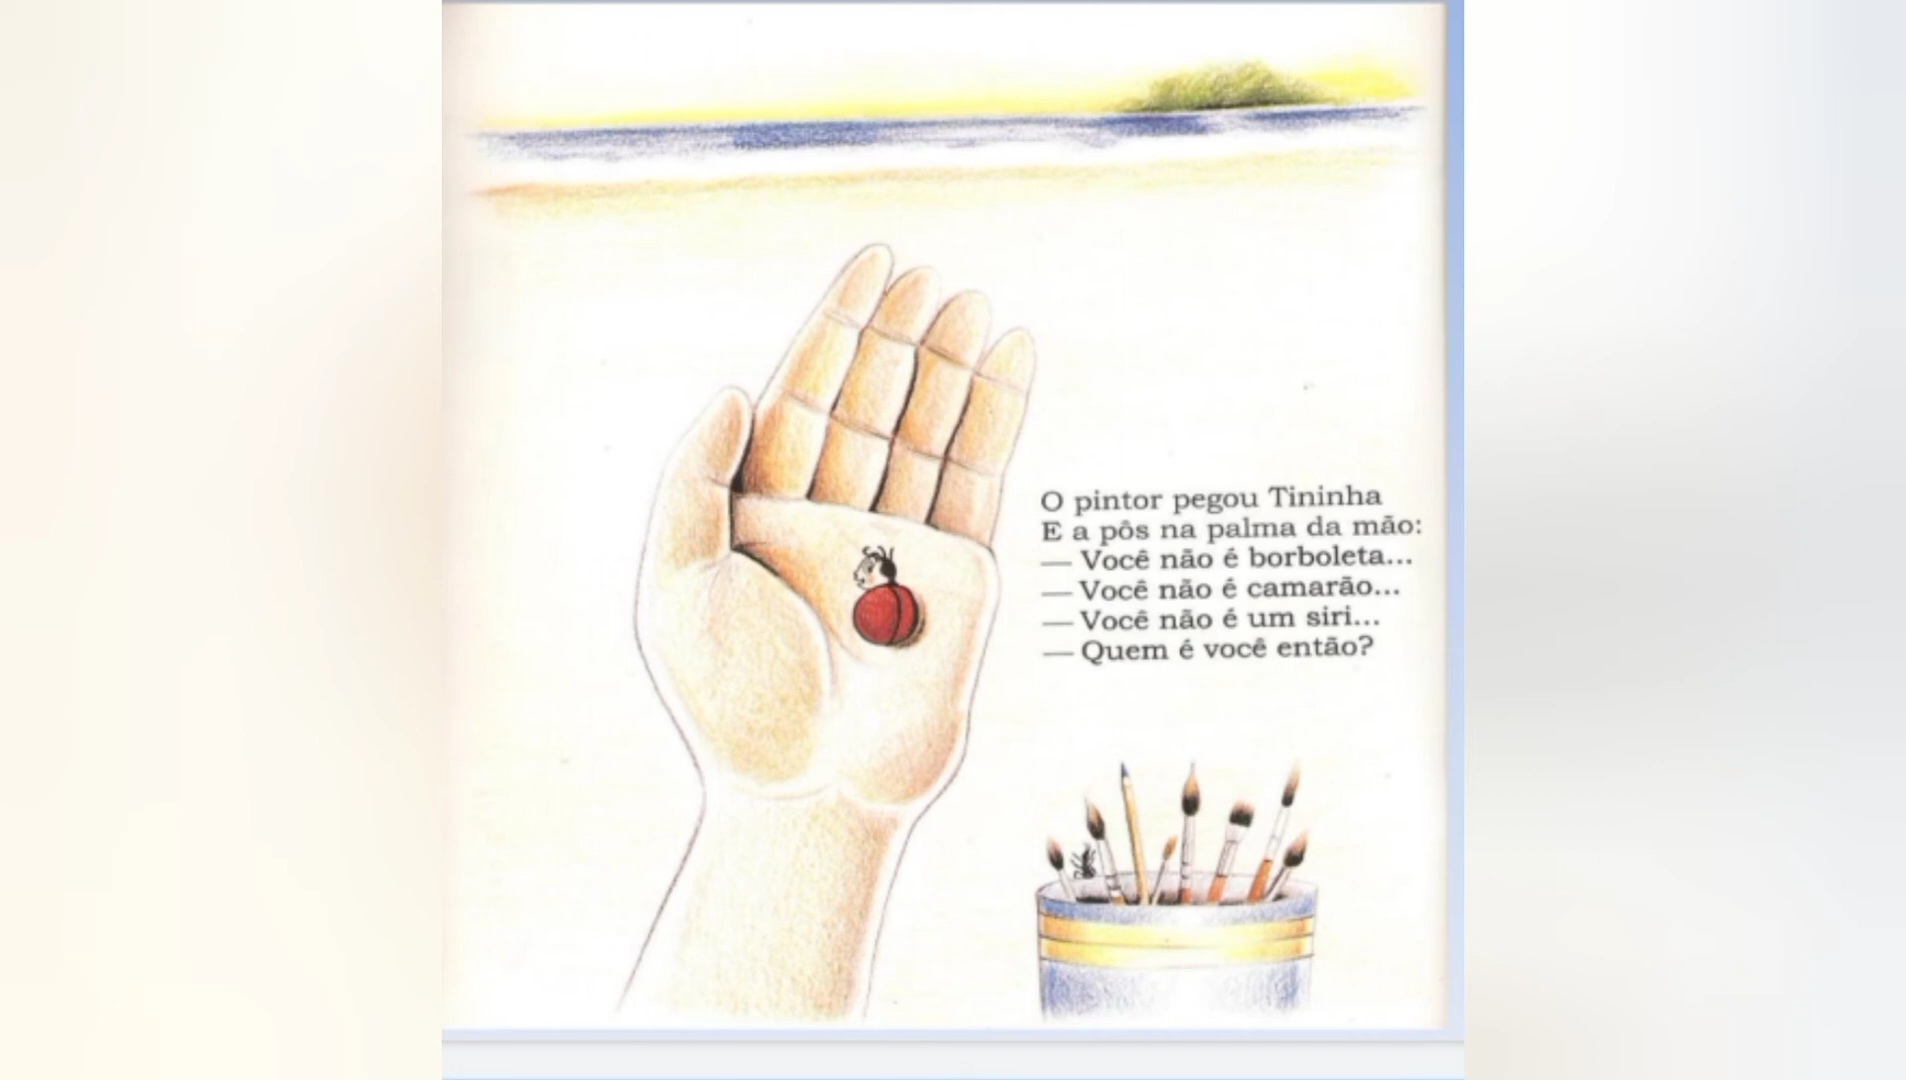 O pintor pegou Tininha
E a pôs na palma da mão:
— Você não é borboleta...
— Você não é camarão...
— Você não é um siri...
— Quem é você então?